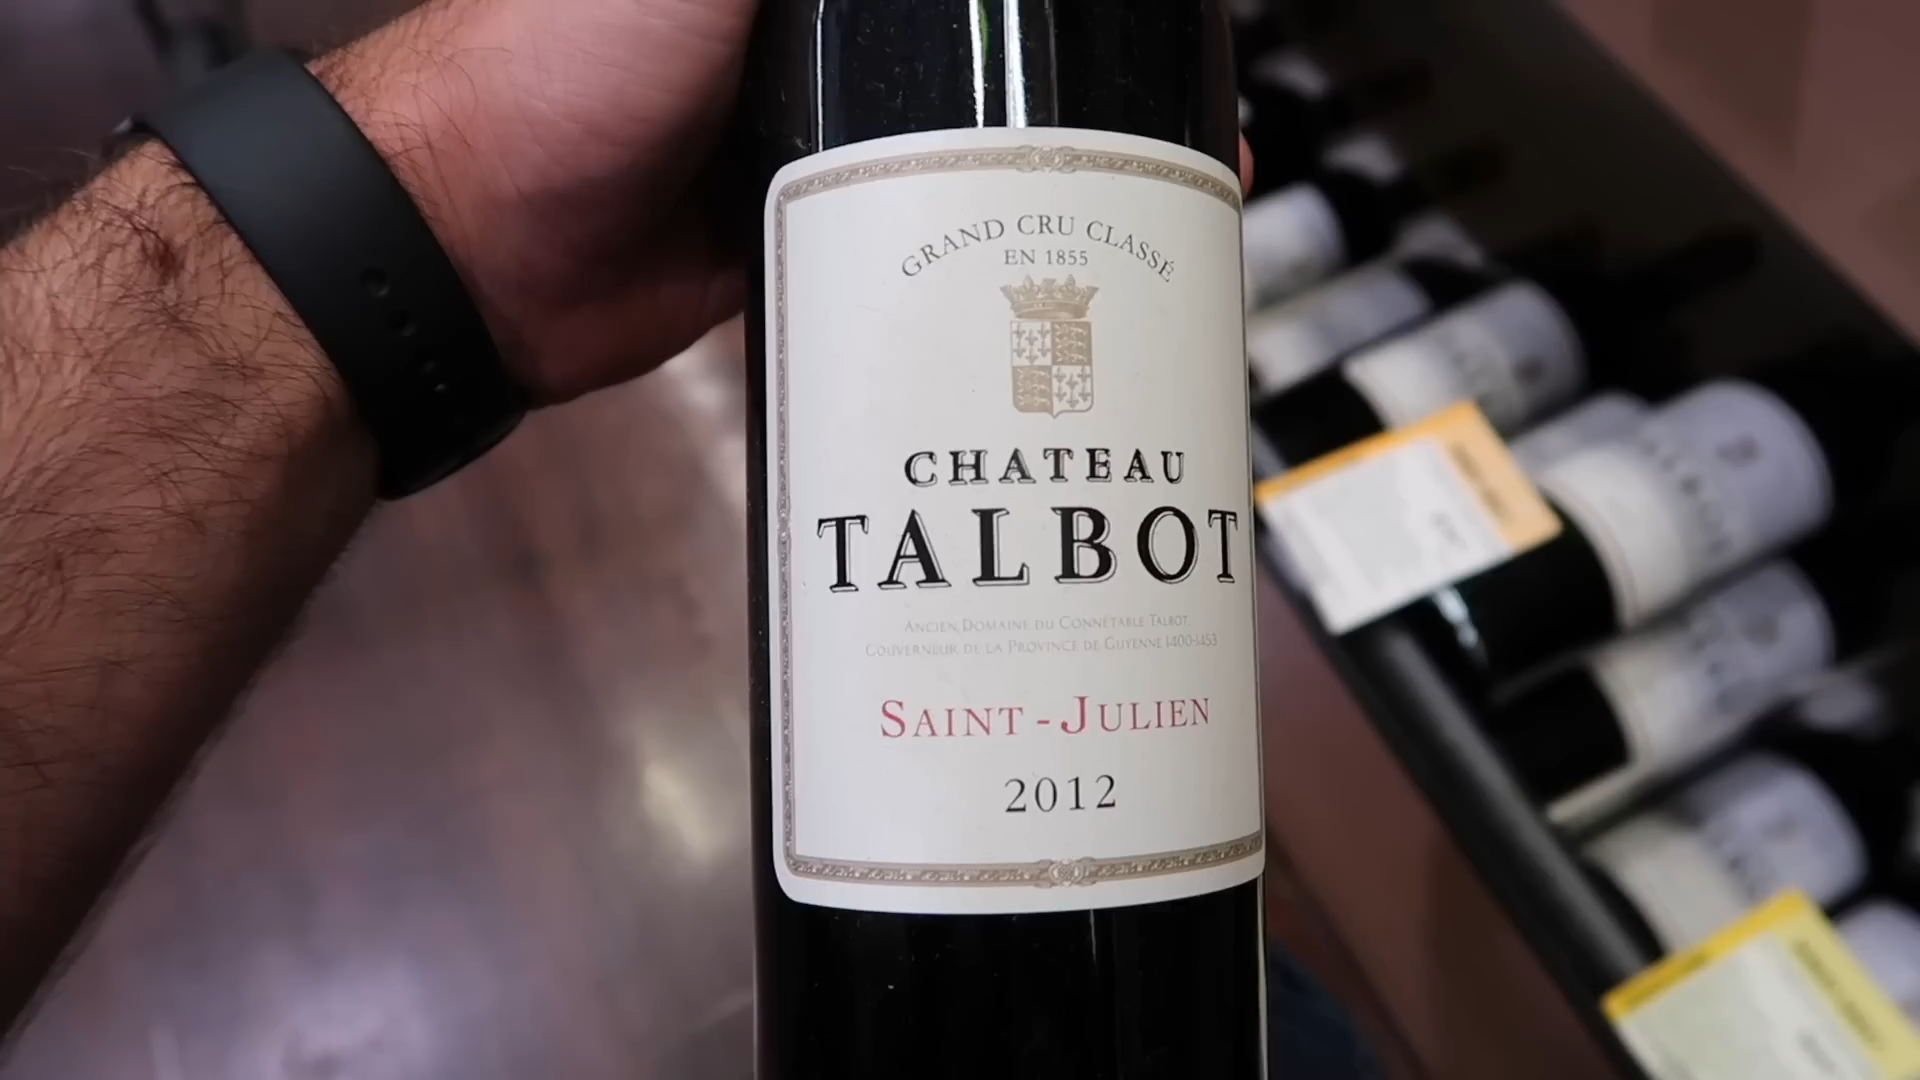 GRAND CRU CLASSÉ
EN 1855
CHATEAU
TALBOT
ANCIEN DOMAINE DU CONNÉTABLE TALBOT,
GOUVERNEUR DE LA PROVINCE DE GUYENNE 1400-1453
SAINT-JULIEN
2012